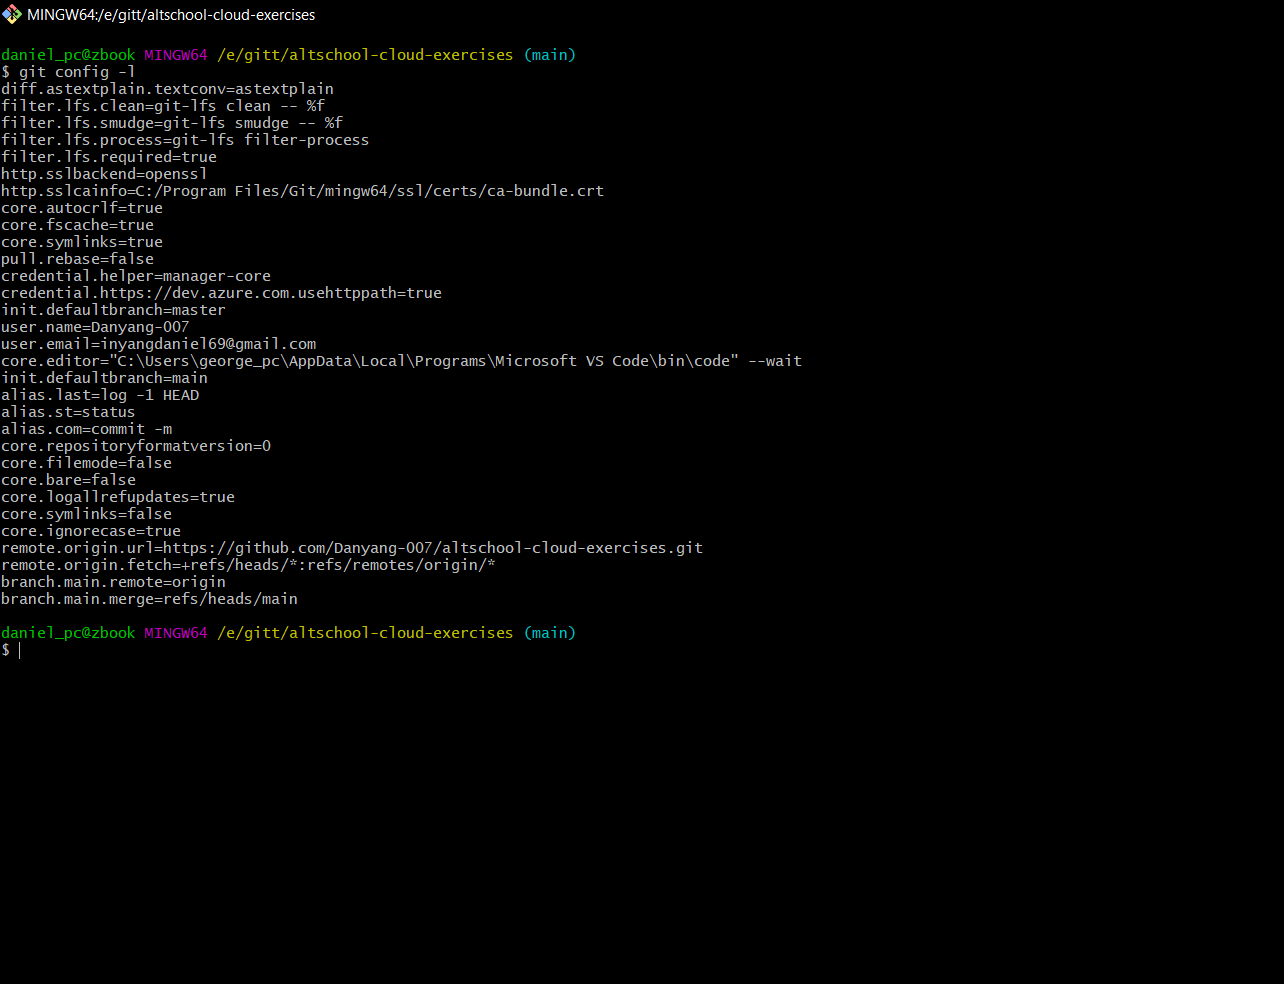 MINGW64:/e/gitt/altschool-cloud-exercises
daniel_pc@zbook MINGW64 /e/gitt/altschool-cloud-exercises (main)
$ git config -l
diff.astextplain.textconv=astextplain
filter.lfs.clean=git-lfs clean -- %f
filter.lfs.smudge=git-lfs smudge -- %f
filter.lfs.process=git-lfs filter-process
filter.lfs.required=true
http.sslbackend=openssl
http.sslcainfo=C:/Program Files/Git/mingw64/ssl/certs/ca-bundle.crt
core.autocrlf=true
core.fscache=true
core.symlinks=true
pull.rebase=false
credential.helper=manager-core
credential.https://dev.azure.com.usehttppath=true
init.defaultbranch=master
user.name=Danyang-007
user.email=inyangdaniel69@gmail.com
core.editor="C:\Users\george_pc\AppData\Local\Programs\Microsoft VS Code\bin\code" --wait
init.defaultbranch=main
alias.last=log -1 HEAD
alias.st=status
alias.com=commit -m
core.repositoryformatversion=0
core.filemode=false
core.bare=false
core.logallrefupdates=true
core.symlinks=false
core.ignorecase=true
remote.origin.url=https://github.com/Danyang-007/altschool-cloud-exercises.git
remote.origin.fetch=+refs/heads/*:refs/remotes/origin/*
branch.main.remote=origin
branch.main.merge=refs/heads/main
daniel_pc@zbook MINGW64 /e/gitt/altschool-cloud-exercises (main)
$